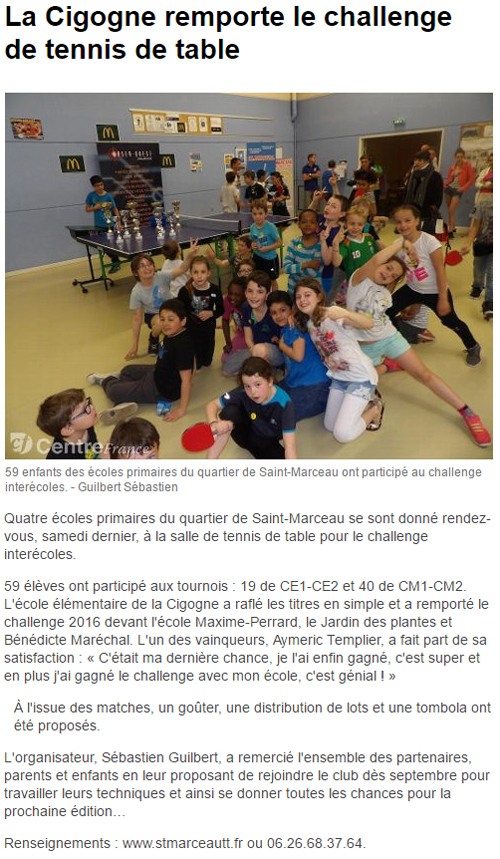 La Cigogne remporte le challenge
de tennis de table
CentreFrance
59 enfants des écoles primaires du quartier de Saint-Marceau ont participé au challenge
interécoles. - Guilbert Sébastien
Quatre écoles primaires du quartier de Saint-Marceau se sont donné rendez-
vous, samedi dernier, à la salle de tennis de table pour le challenge
interécoles.
59 élèves ont participé aux tournois : 19 de CE1-CE2 et 40 de CM1-CM2.
L'école élémentaire de la Cigogne a raflé les titres en simple et a remporté le
challenge 2016 devant l'école Maxime-Perrard, le Jardin des plantes et
Bénédicte Maréchal. L'un des vainqueurs, Aymeric Templier, a fait part de sa
satisfaction : « C'était ma dernière chance, je l'ai enfin gagné, c'est super et
en plus j'ai gagné le challenge avec mon école, c'est génial ! »
À l'issue des matches, un goûter, une distribution de lots et une tombola ont
été proposés.
L'organisateur, Sébastien Guilbert, a remercié l'ensemble des partenaires,
parents et enfants en leur proposant de rejoindre le club dès septembre pour
travailler leurs techniques et ainsi se donner toutes les chances pour la
prochaine édition…
Renseignements : www.stmarceautt.fr ou 06.26.68.37.64.